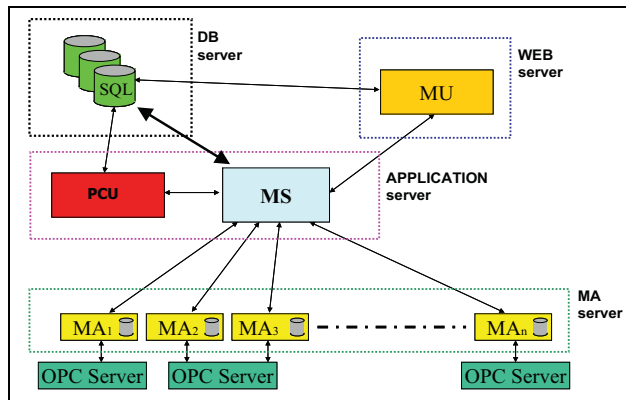 DB
server
SQL
WEB
server
MU
APPLICATION
server
PCU
MS
MA
server
MA1
MA2
MA3
MAn
OPC Server
OPC Server
OPC Server